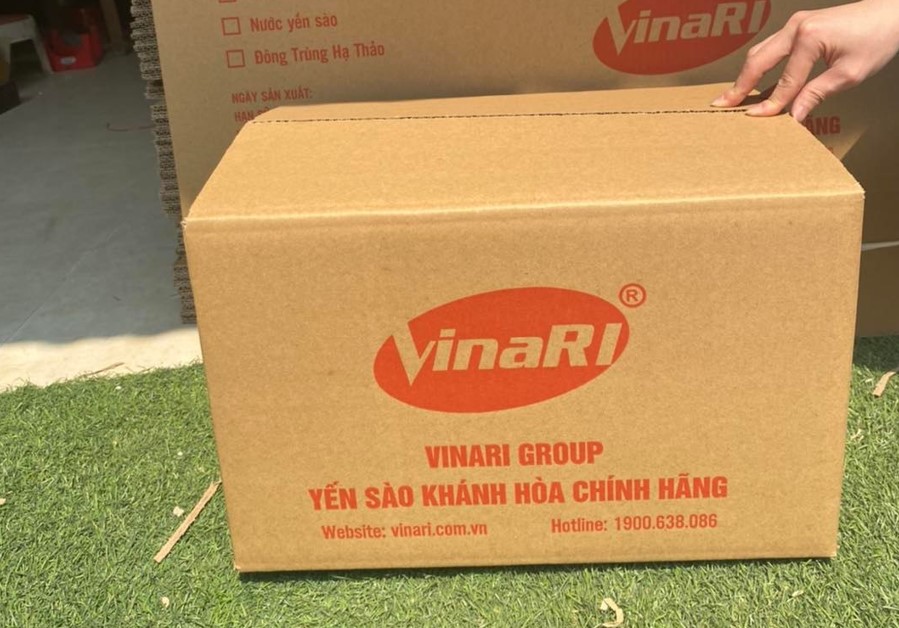 Nước yến sào
Đông Trùng Hạ Thảo
NGÀY SẢN XUẤT:
VinaRI
VinaRI ®
VINARI GROUP
YẾN SÀO KHÁNH HÒA CHÍNH HÃNG
Website: vinari.com.vn
Hotline: 1900.638.086